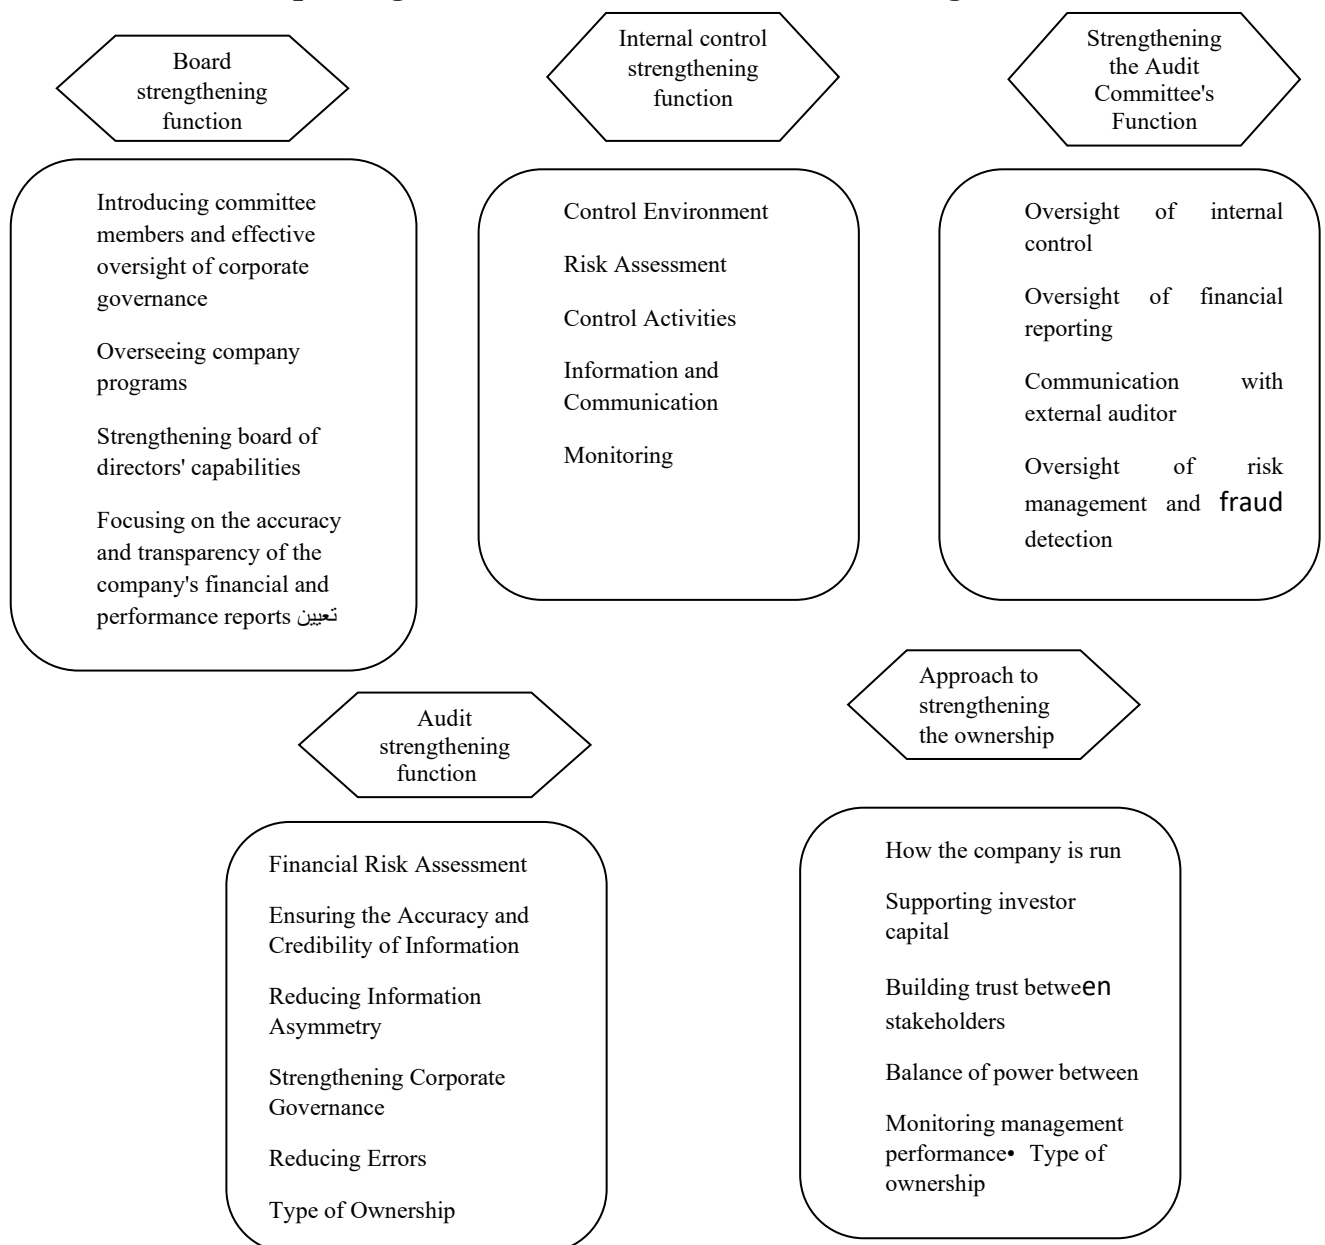 Board
strengthening
function
Introducing committee
members and effective
oversight of corporate
governance
Overseeing company
programs
Strengthening board of
directors' capabilities
Focusing on the accuracy
and transparency of the
company's financial and
performance reports تعيين
Internal control
strengthening
function
Control Environment
Risk Assessment
Control Activities
Information and
Communication
Monitoring
Strengthening
the Audit
Committee's
Function
Oversight of internal
control
Oversight of financial
reporting
Communication with
external auditor
Oversight of risk
management and fraud
detection
Audit
strengthening
function
Financial Risk Assessment
Ensuring the Accuracy and
Credibility of Information
Reducing Information
Asymmetry
Strengthening Corporate
Governance
Reducing Errors
Type of Ownership
Approach to
strengthening
the ownership
How the company is run
Supporting investor
capital
Building trust between
stakeholders
Balance of power between
Monitoring management
performance• Type of
ownership